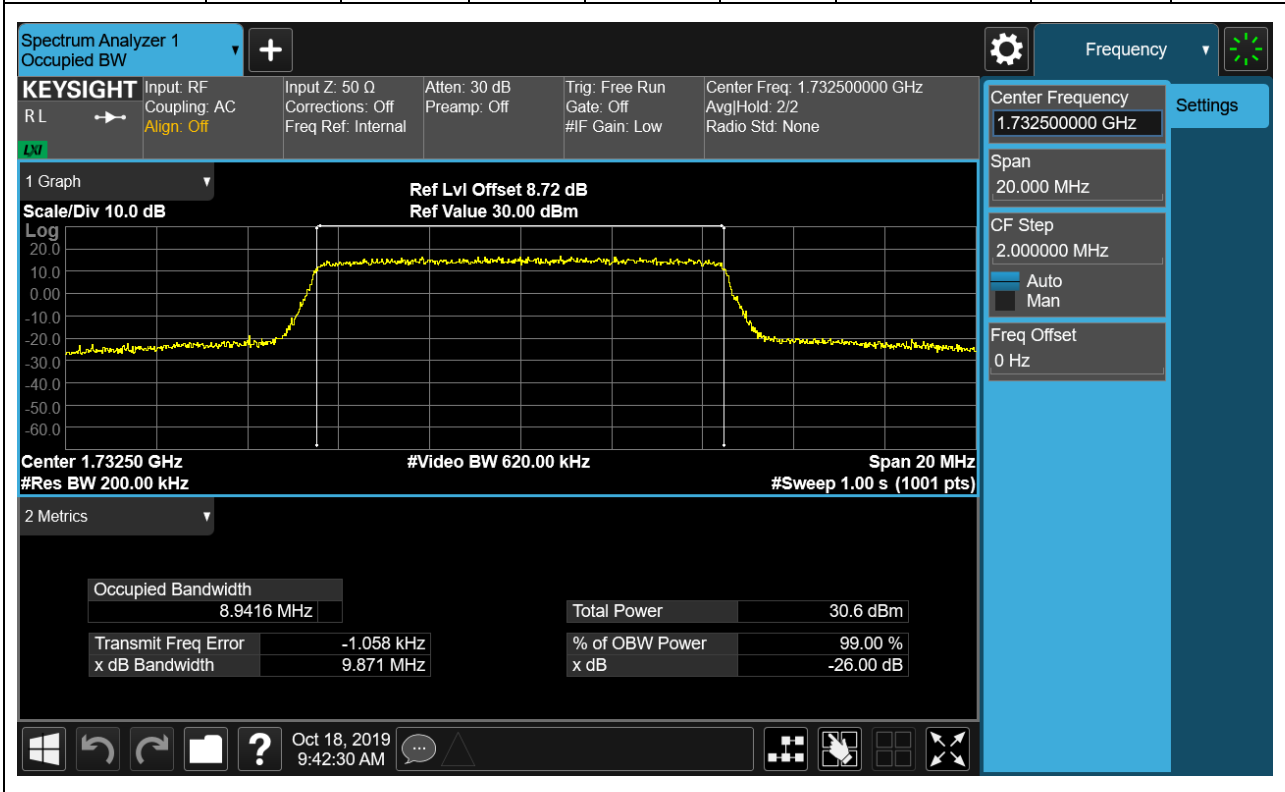 Spectrum Analyzer 1
Occupied BW
Frequency
KEYSIGHT
RL
LXI
Input: RF
Coupling: AC
Align: Off
Input Z: 50 Ω
Corrections: Off
Freq Ref: Internal
Atten: 30 dB
Preamp: Off
Trig: Free Run
Gate: Off
#IF Gain: Low
Center Freq: 1.732500000 GHz
Avg|Hold: 2/2
Radio Std: None
Center Frequency
1.732500000 GHz
Settings
Span
20.000 MHz
CF Step
2.000000 MHz
Auto
Man
Freq Offset
0 Hz
1 Graph
Scale/Div 10.0 dB
Ref Lvl Offset 8.72 dB
Ref Value 30.00 dBm
Log
20.0
10.0
0.00
-10.0
-20.0
-30.0
-40.0
-50.0
-60.0
Center 1.73250 GHz
#Video BW 620.00 kHz
Span 20 MHz
#Res BW 200.00 kHz
#Sweep 1.00 s (1001 pts)
2 Metrics
Occupied Bandwidth
8.9416 MHz
Total Power 30.6 dBm
Transmit Freq Error -1.058 kHz
% of OBW Power 99.00 %
x dB Bandwidth 9.871 MHz
x dB -26.00 dB
Oct 18, 2019
9:42:30 AM